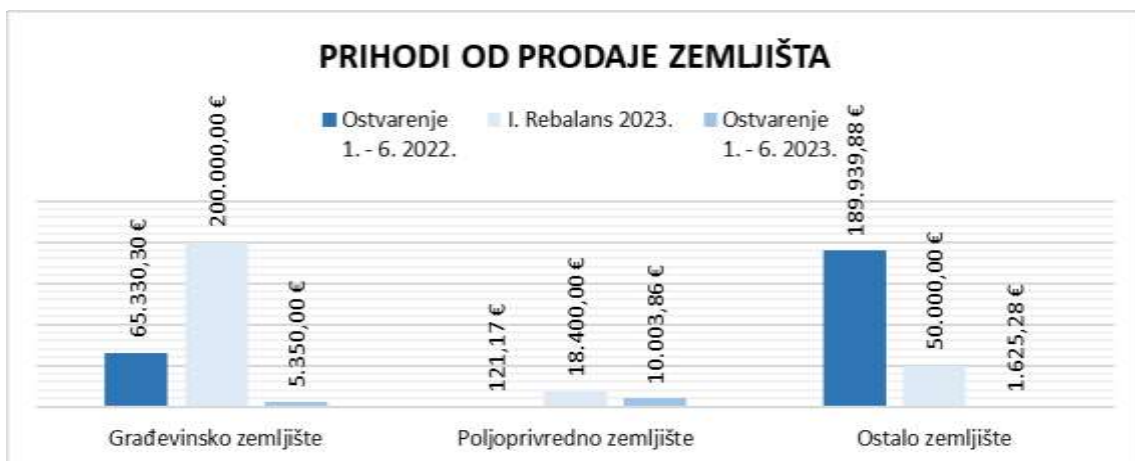 PRIHODI OD PRODAJE ZEMLJIŠTA
Ostvarenje
1. - 6. 2022.
I. Rebalans 2023.
Ostvarenje
1. - 6. 2023.
65.330,30 €
200.000,00 €
5.350,00 €
121,17 €
18.400,00 €
10.003,86 €
189.939,88 €
50.000,00 €
1.625,28 €
Građevinsko zemljište
Poljoprivredno zemljište
Ostalo zemljište